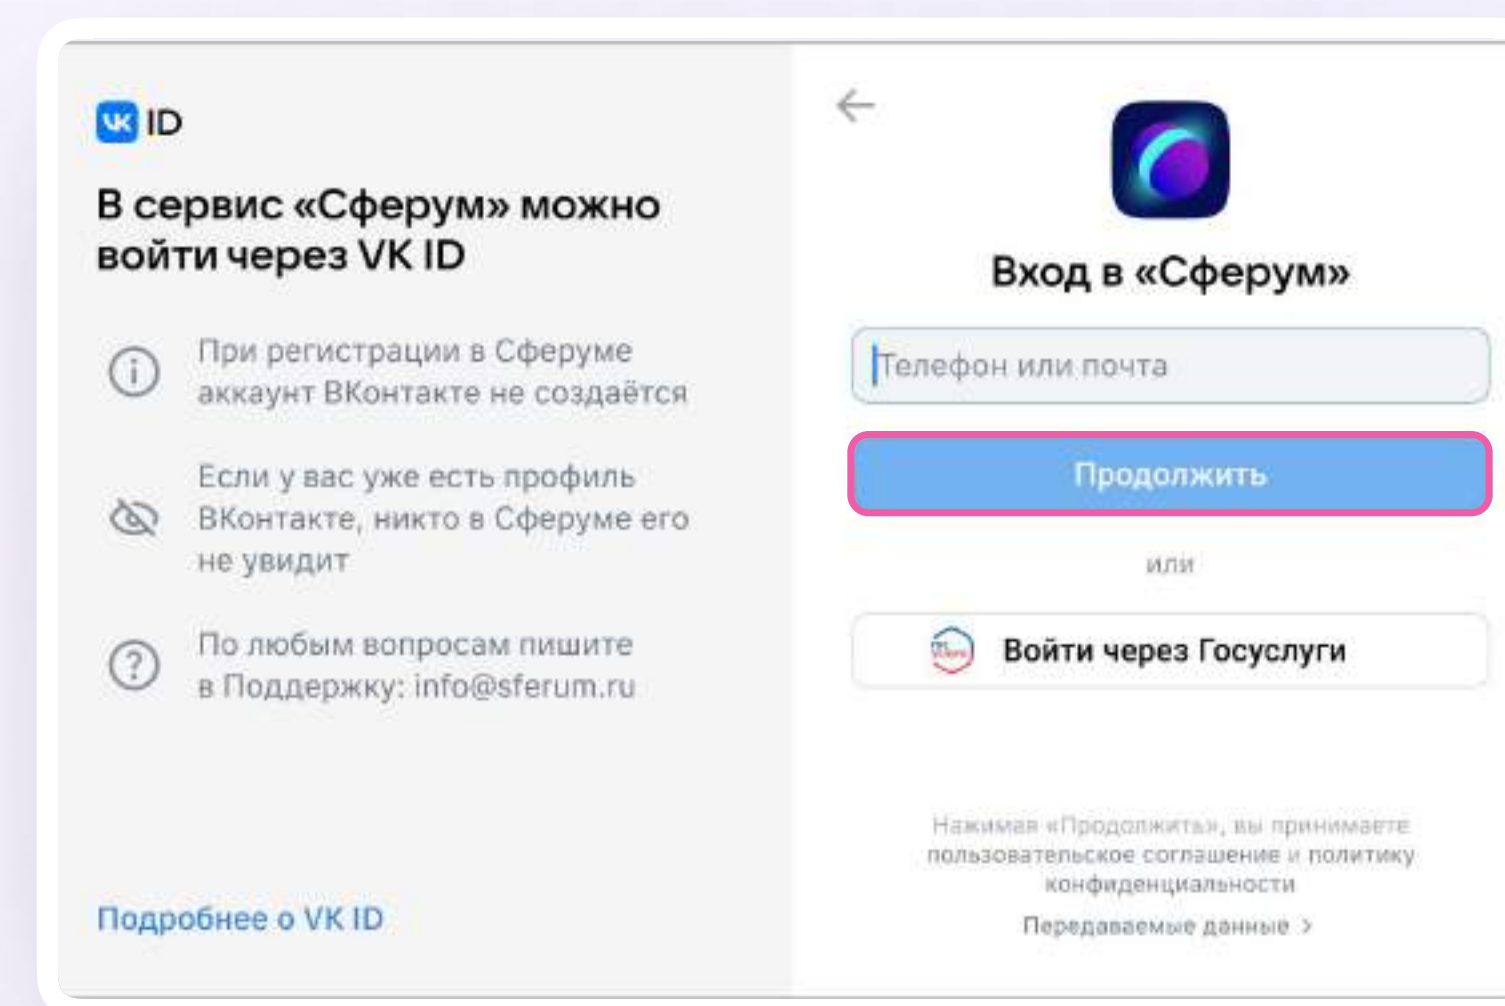 VK ID
В сервис «Сферум» можно
войти через VK ID
При регистрации в Сферуме
аккаунт ВКонтакте не создаётся
Если у вас уже есть профиль
ВКонтакте, никто в Сферуме его
не увидит
По любым вопросам пишите
в Поддержку: info@sferum.ru
Подробнее о VK ID
Вход в «Сферум»
Телефон или почта
Продолжить
или
Войти через Госуслуги
Нажимая «Продолжить», вы принимаете
пользовательское соглашение и политику
конфиденциальности
Передаваемые данные >